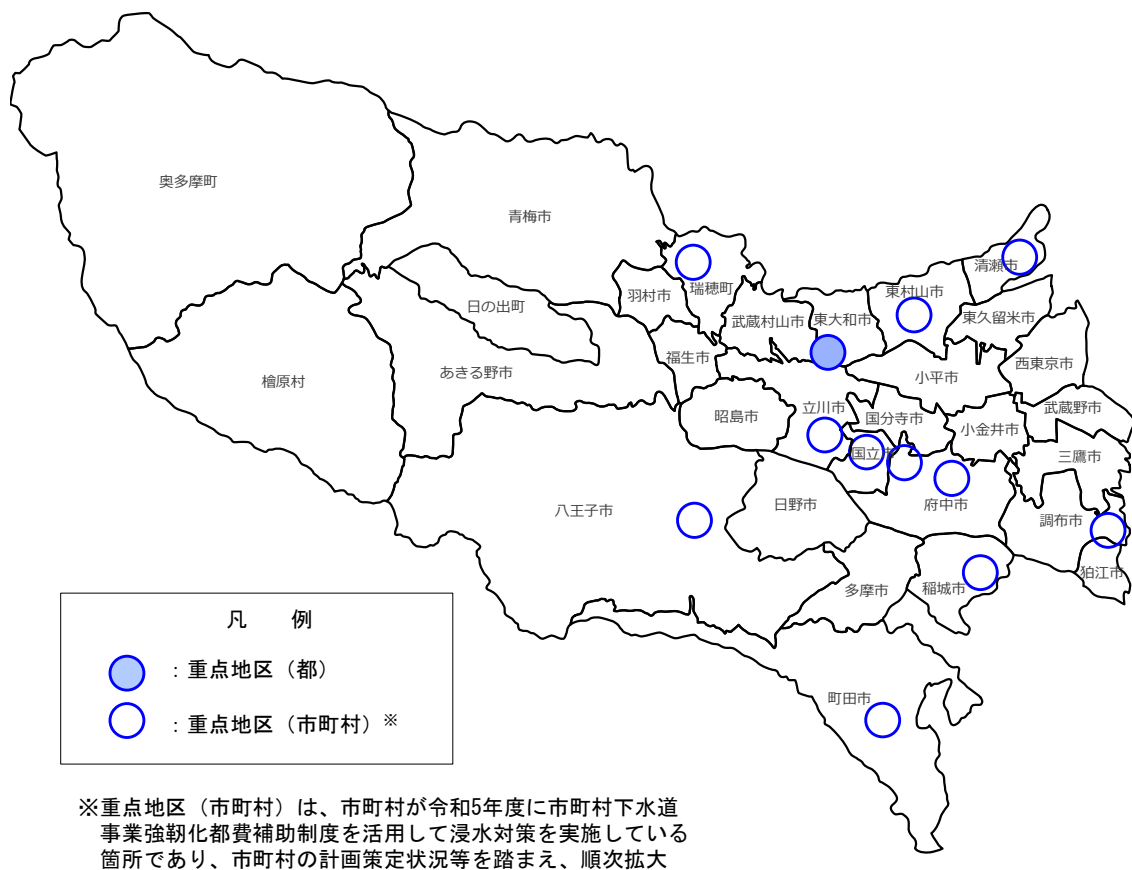 奥多摩町
青梅市
瑞穂町
羽村市
日の出町
武蔵村山市
東大和市
東村山市
清瀬市
東久留米市
西東京市
福生市
あきる野市
檜原村
小平市
昭島市
立川市
国分寺市
小金井市
武蔵野市
国立市
三鷹市
府中市
八王子市
日野市
調布市
狛江市
多摩市
稲城市
町田市
凡　例
：重点地区（都）
：重点地区（市町村）※
※重点地区（市町村）は、市町村が令和5年度に市町村下水道
事業強靭化都費補助制度を活用して浸水対策を実施している
箇所であり、市町村の計画策定状況等を踏まえ、順次拡大